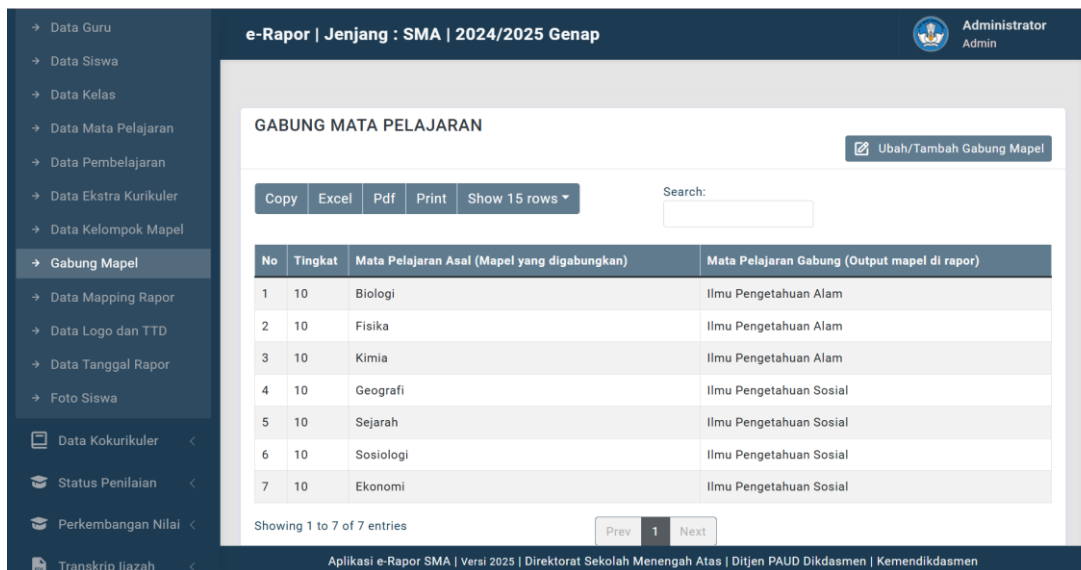 → Data Guru
→ Data Siswa
→ Data Kelas
→ Data Mata Pelajaran
→ Data Pembelajaran
→ Data Ekstra Kurikuler
→ Data Kelompok Mapel
→ Gabung Mapel
→ Data Mapping Rapor
→ Data Logo dan TTD
→ Data Tanggal Rapor
→ Foto Siswa
Data Kokurikuler
Status Penilaian
Perkembangan Nilai
Transkrip Ijazah
e-Rapor | Jenjang : SMA | 2024/2025 Genap
Administrator
Admin
GABUNG MATA PELAJARAN
Ubah/Tambah Gabung Mapel
Copy Excel Pdf Print Show 15 rows
Search:
No Tingkat Mata Pelajaran Asal (Mapel yang digabungkan) Mata Pelajaran Gabung (Output mapel di rapor)
1 10 Biologi Ilmu Pengetahuan Alam
2 10 Fisika Ilmu Pengetahuan Alam
3 10 Kimia Ilmu Pengetahuan Alam
4 10 Geografi Ilmu Pengetahuan Sosial
5 10 Sejarah Ilmu Pengetahuan Sosial
6 10 Sosiologi Ilmu Pengetahuan Sosial
7 10 Ekonomi Ilmu Pengetahuan Sosial
Showing 1 to 7 of 7 entries
Prev 1 Next
Aplikasi e-Rapor SMA | Versi 2025 | Direktorat Sekolah Menengah Atas | Ditjen PAUD Dikdasmen | Kemendikdasmen